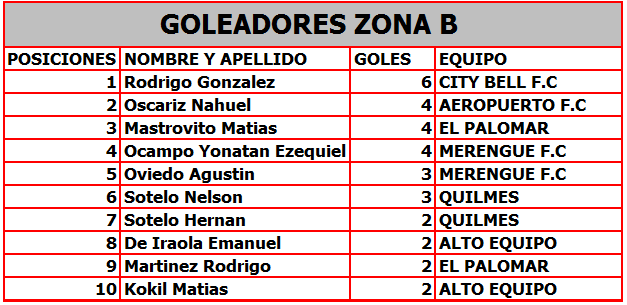 GOLEADORES ZONA B
POSICIONES NOMBRE Y APELLIDO GOLES EQUIPO
1 Rodrigo Gonzalez 6 CITY BELL F.C
2 Oscariz Nahuel 4 AEROPUERTO F.C
3 Mastrovito Matias 4 EL PALOMAR
4 Ocampo Yonatan Ezequiel 4 MERENGUE F.C
5 Oviedo Agustin 3 MERENGUE F.C
6 Sotelo Nelson 3 QUILMES
7 Sotelo Hernan 2 QUILMES
8 De Iraola Emanuel 2 ALTO EQUIPO
9 Martinez Rodrigo 2 EL PALOMAR
10 Kokil Matias 2 ALTO EQUIPO